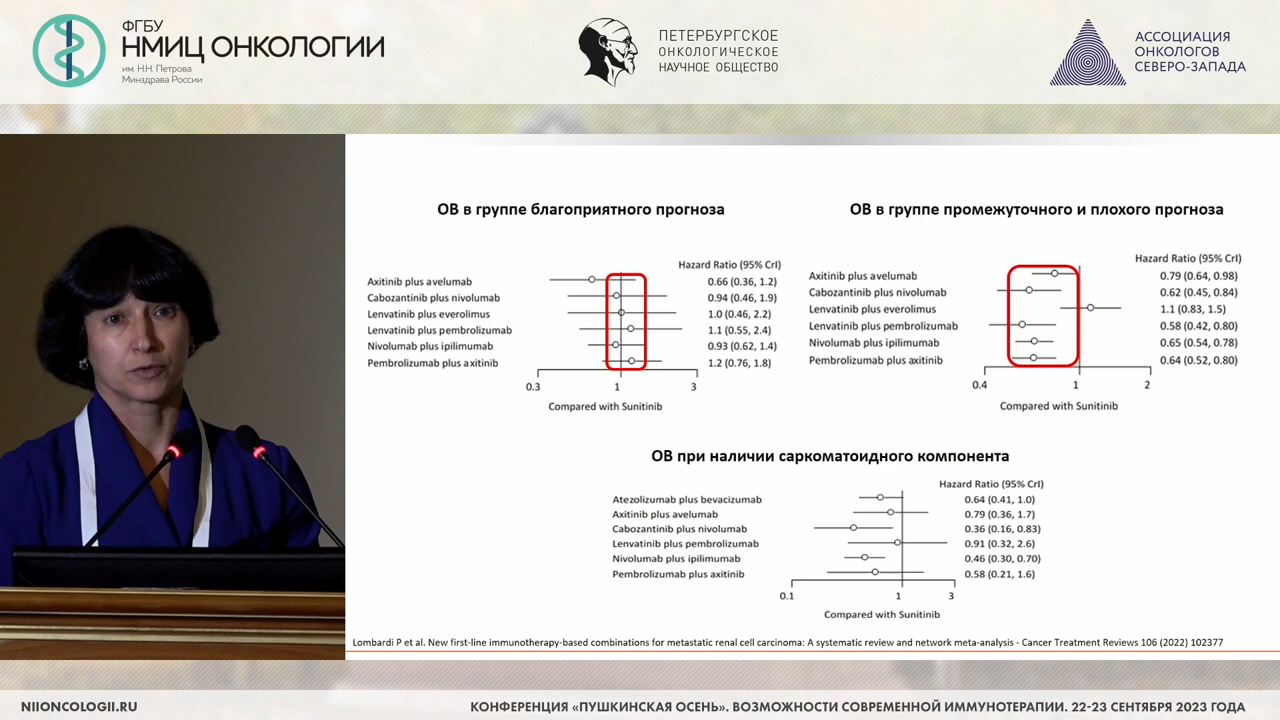 ФГБУ
НМИЦ ОНКОЛОГИИ
им. Н.Н. Петрова
Минздрава России
ПЕТЕРБУРГСКОЕ
ОНКОЛОГИЧЕСКОЕ
НАУЧНОЕ ОБЩЕСТВО
АССОЦИАЦИЯ
ОНКОЛОГОВ
СЕВЕРО-ЗАПАДА
ОВ в группе благоприятного прогноза
Hazard Ratio (95% CrI)
Axitinib plus avelumab 0.66 (0.36, 1.2)
Cabozantinib plus nivolumab 0.94 (0.46, 1.9)
Lenvatinib plus everolimus 1.0 (0.46, 2.2)
Lenvatinib plus pembrolizumab 1.1 (0.55, 2.4)
Nivolumab plus ipilimumab 0.93 (0.62, 1.4)
Pembrolizumab plus axitinib 1.2 (0.76, 1.8)
0.3 1 3
Compared with Sunitinib
ОВ в группе промежуточного и плохого прогноза
Hazard Ratio (95% CrI)
Axitinib plus avelumab 0.79 (0.64, 0.98)
Cabozantinib plus nivolumab 0.62 (0.45, 0.84)
Lenvatinib plus everolimus 1.1 (0.83, 1.5)
Lenvatinib plus pembrolizumab 0.58 (0.42, 0.80)
Nivolumab plus ipilimumab 0.65 (0.54, 0.78)
Pembrolizumab plus axitinib 0.64 (0.52, 0.80)
0.4 1 2
Compared with Sunitinib
ОВ при наличии саркоматоидного компонента
Hazard Ratio (95% CrI)
Atezolizumab plus bevacizumab 0.64 (0.41, 1.0)
Axitinib plus avelumab 0.79 (0.36, 1.7)
Cabozantinib plus nivolumab 0.36 (0.16, 0.83)
Lenvatinib plus pembrolizumab 0.91 (0.32, 2.6)
Nivolumab plus ipilimumab 0.46 (0.30, 0.70)
Pembrolizumab plus axitinib 0.58 (0.21, 1.6)
0.1 1 3
Compared with Sunitinib
Lombardi P et al. New first-line immunotherapy-based combinations for metastatic renal cell carcinoma: A systematic review and network meta-analysis - Cancer Treatment Reviews 106 (2022) 102377
NIIONCOLOGII.RU
КОНФЕРЕНЦИЯ «ПУШКИНСКАЯ ОСЕНЬ». ВОЗМОЖНОСТИ СОВРЕМЕННОЙ ИММУНОТЕРАПИИ. 22-23 СЕНТЯБРЯ 2023 ГОДА